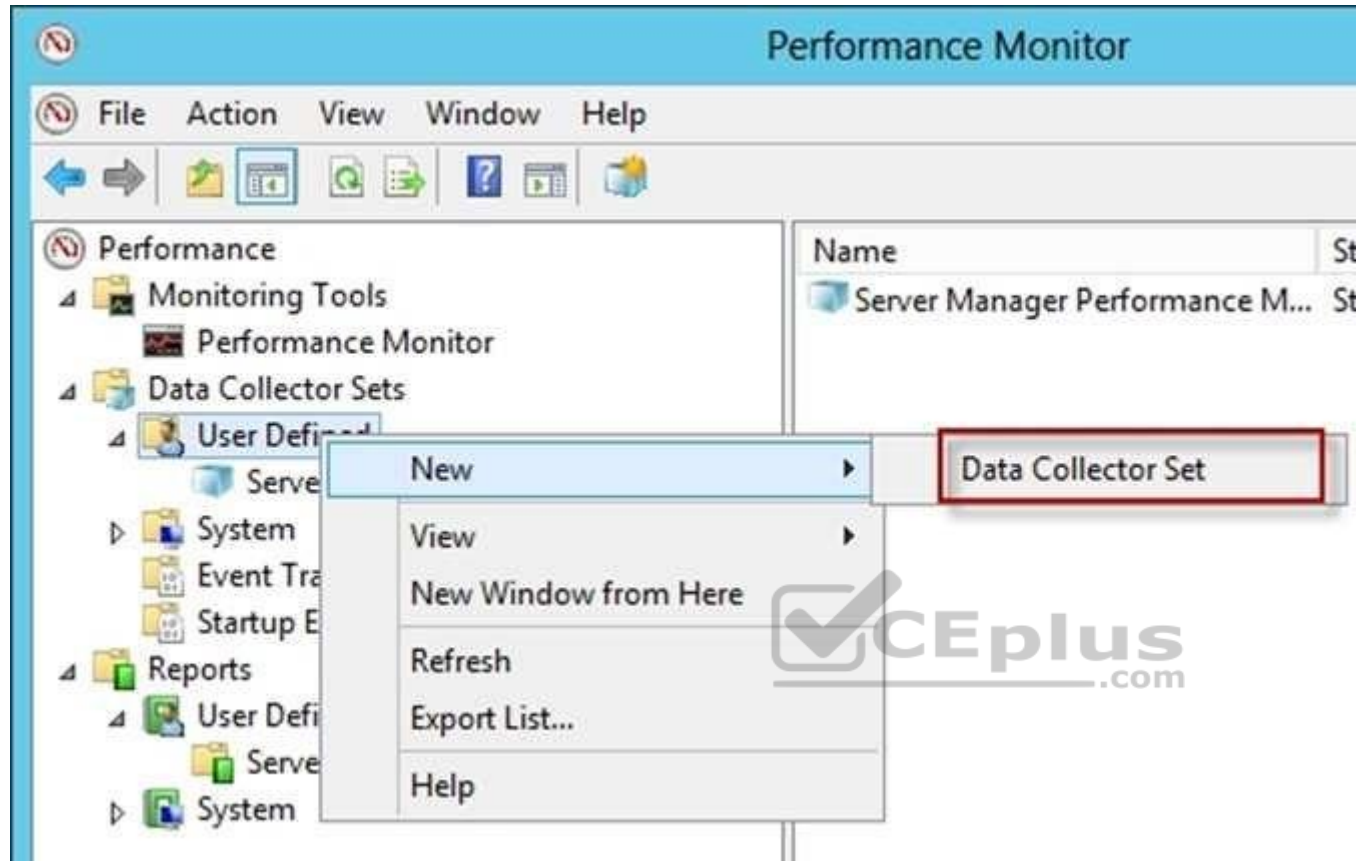 Performance Monitor
File Action View Window Help
Performance
Monitoring Tools
Performance Monitor
Data Collector Sets
User Defined
Serve
System
Event Tra
Startup E
Reports
User Defi
Serve
System
Name St
Server Manager Performance M... St
New
Data Collector Set
View
New Window from Here
Refresh
Export List...
Help
CEplus
.com